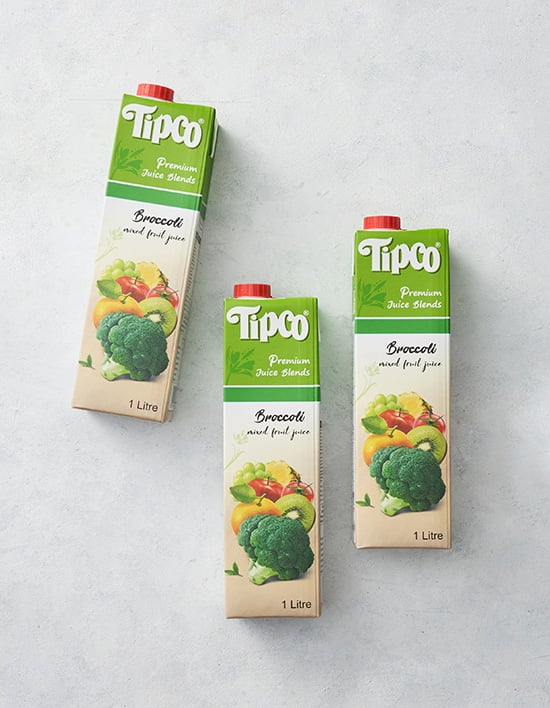 Tipco®
Premium
Juice Blends
Broccoli
mixed fruit juice
1 Litre
Tipco®
Premium
Juice Blends
Broccoli
mixed fruit juice
1 Litre
Tipco®
Premium
Juice Blends
Broccoli
mixed fruit juice
1 Litre